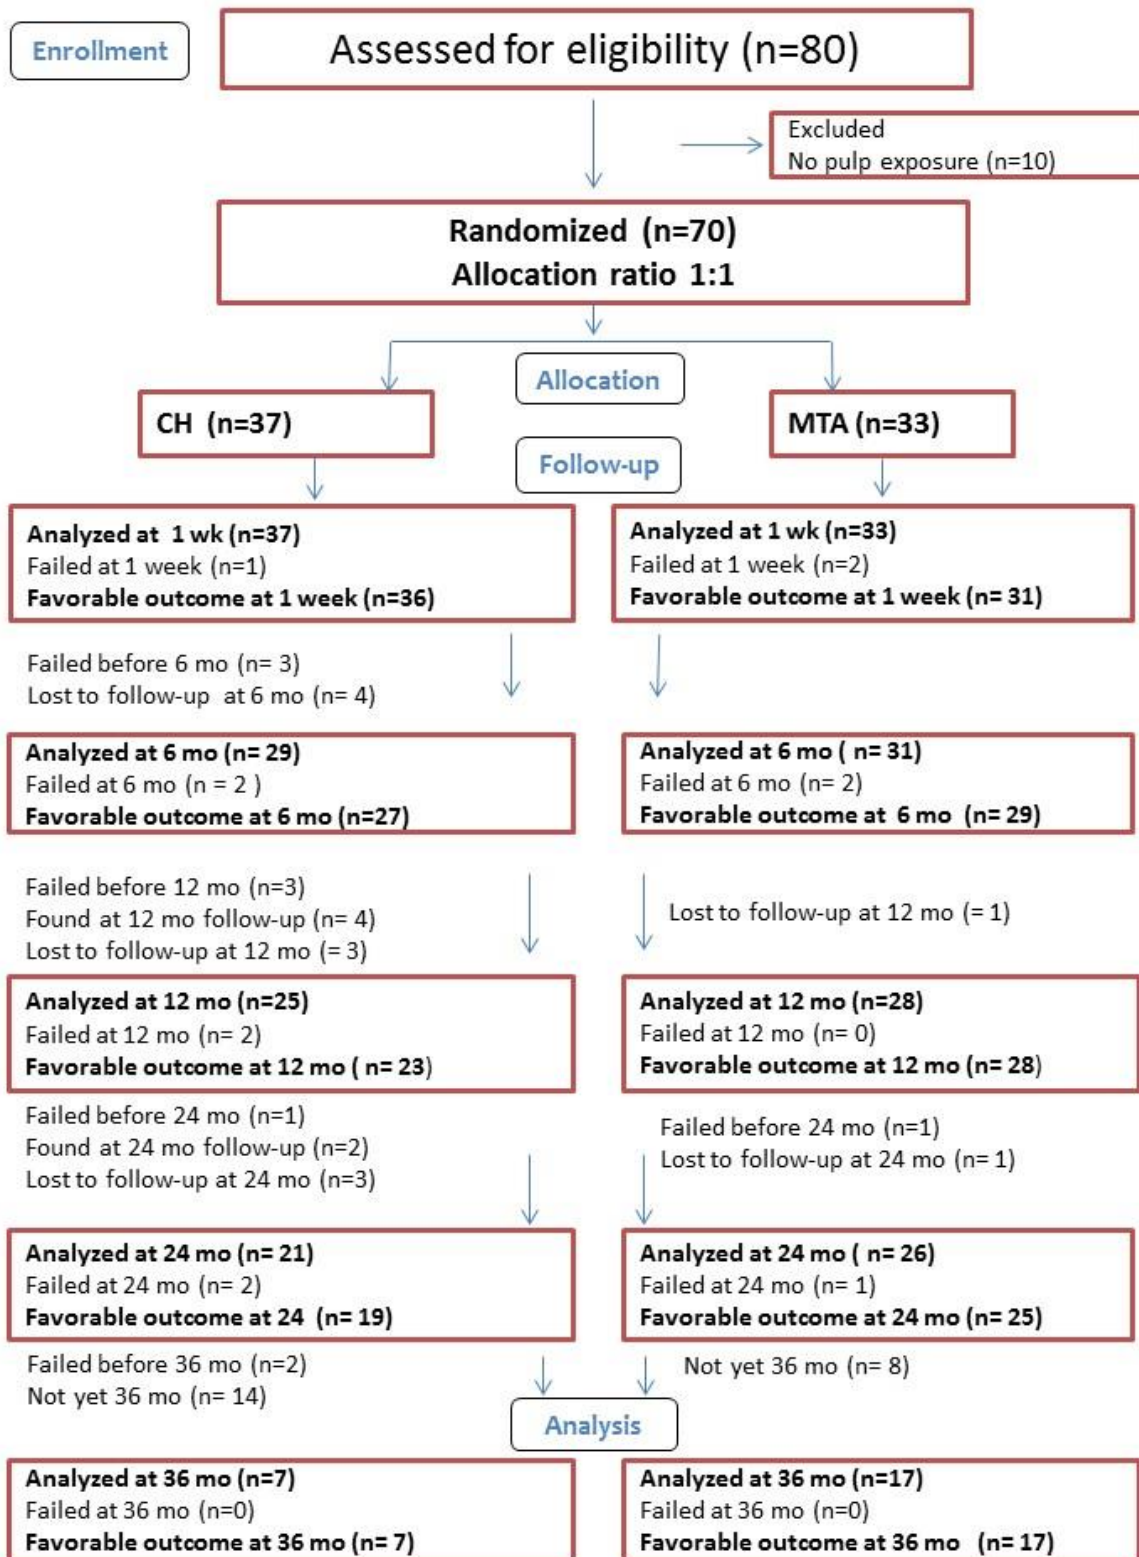 Enrollment
Assessed for eligibility (n=80)
Excluded
No pulp exposure (n=10)
Randomized (n=70)
Allocation ratio 1:1
Allocation
CH (n=37)
MTA (n=33)
Follow-up
Analyzed at 1 wk (n=37)
Failed at 1 week (n=1)
Favorable outcome at 1 week (n=36)
Analyzed at 1 wk (n=33)
Failed at 1 week (n=2)
Favorable outcome at 1 week (n= 31)
Failed before 6 mo (n= 3)
Lost to follow-up at 6 mo (n= 4)
Analyzed at 6 mo (n= 29)
Failed at 6 mo (n = 2 )
Favorable outcome at 6 mo (n=27)
Analyzed at 6 mo ( n= 31)
Failed at 6 mo (n= 2)
Favorable outcome at 6 mo (n= 29)
Failed before 12 mo (n=3)
Found at 12 mo follow-up (n= 4)
Lost to follow-up at 12 mo (= 3)
Lost to follow-up at 12 mo (= 1)
Analyzed at 12 mo (n=25)
Failed at 12 mo (n= 2)
Favorable outcome at 12 mo ( n= 23)
Analyzed at 12 mo (n=28)
Failed at 12 mo (n= 0)
Favorable outcome at 12 mo (n= 28)
Failed before 24 mo (n=1)
Found at 24 mo follow-up (n=2)
Lost to follow-up at 24 mo (n=3)
Failed before 24 mo (n=1)
Lost to follow-up at 24 mo (n= 1)
Analyzed at 24 mo (n= 21)
Failed at 24 mo (n= 2)
Favorable outcome at 24 (n= 19)
Analyzed at 24 mo ( n= 26)
Failed at 24 mo (n= 1)
Favorable outcome at 24 mo (n= 25)
Failed before 36 mo (n=2)
Not yet 36 mo (n= 14)
Not yet 36 mo (n= 8)
Analysis
Analyzed at 36 mo (n=7)
Failed at 36 mo (n=0)
Favorable outcome at 36 mo (n= 7)
Analyzed at 36 mo (n=17)
Failed at 36 mo (n=0)
Favorable outcome at 36 mo (n= 17)